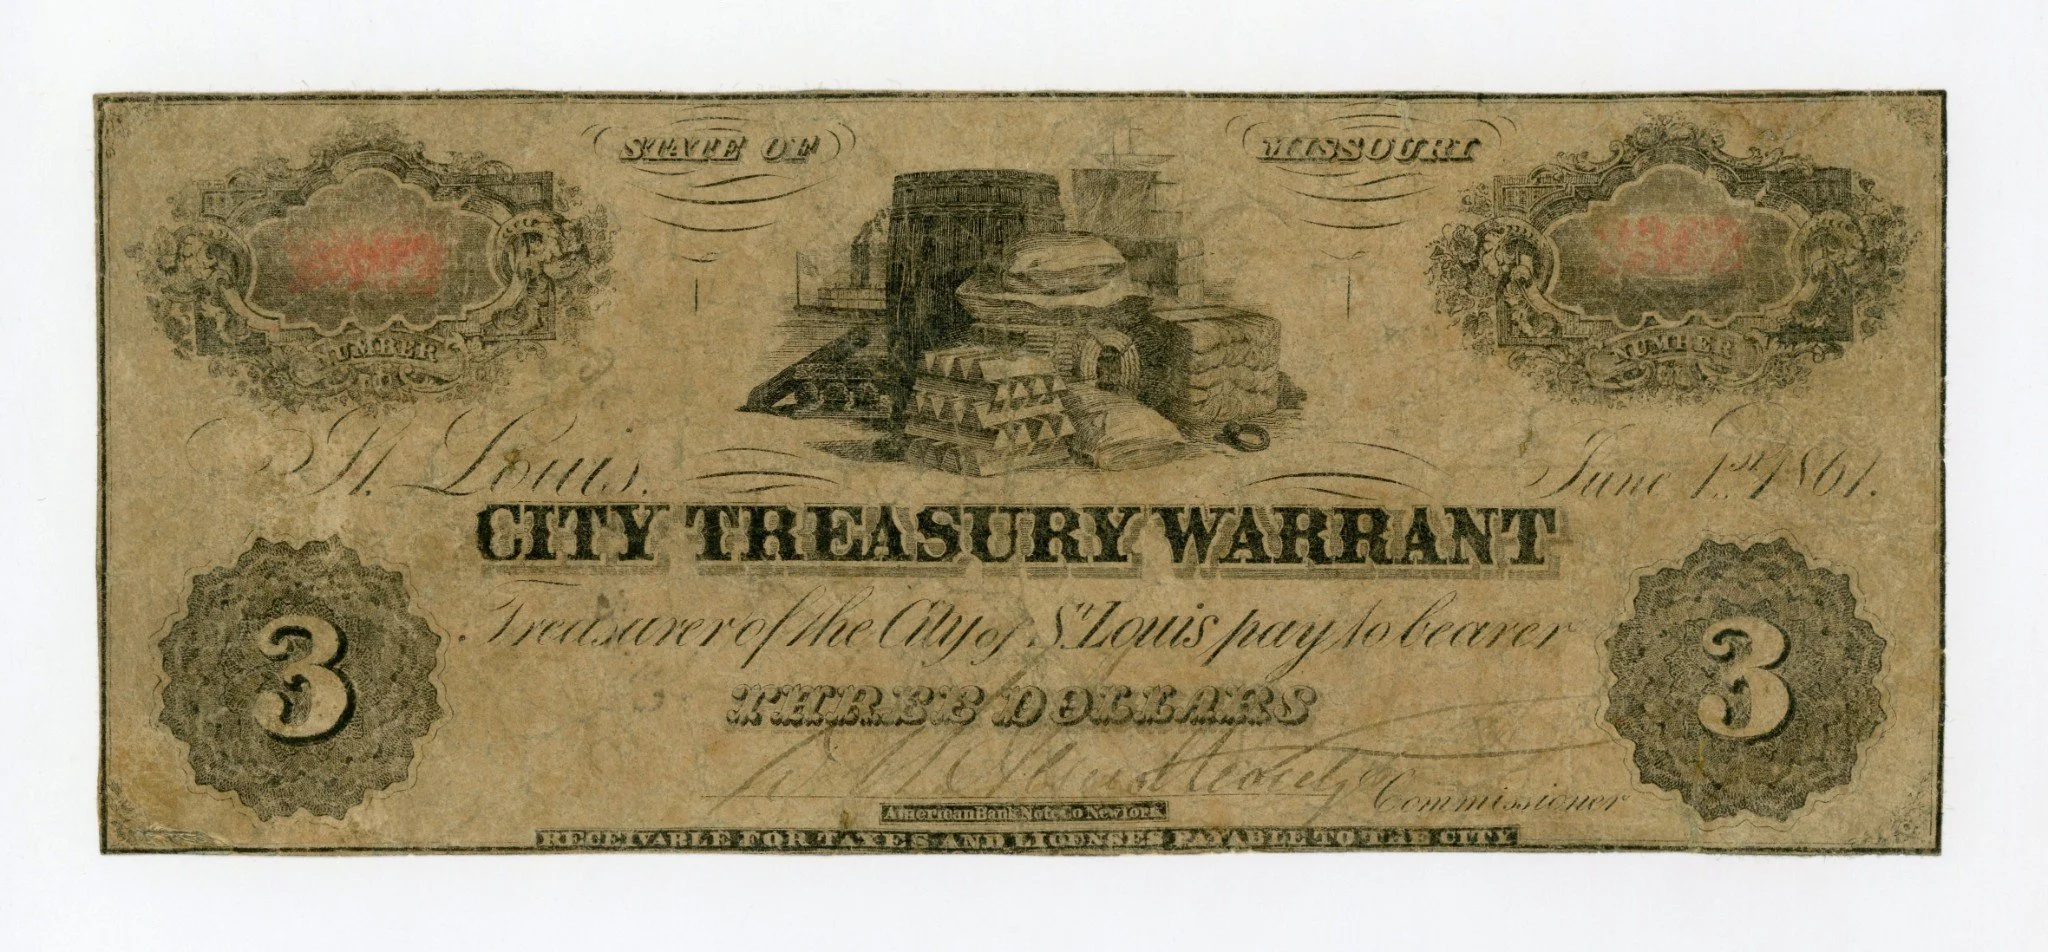 STATE OF MISSOURI
NUMBER NUMBER
St. Louis. June 1st 1861.
CITY TREASURY WARRANT
Treasurer of the City of St. Louis pay to bearer
3 THREE DOLLARS 3
Commissioner
American Bank Note Co New York.
RECEIVABLE FOR TAXES AND LICENSES PAYABLE TO THE CITY